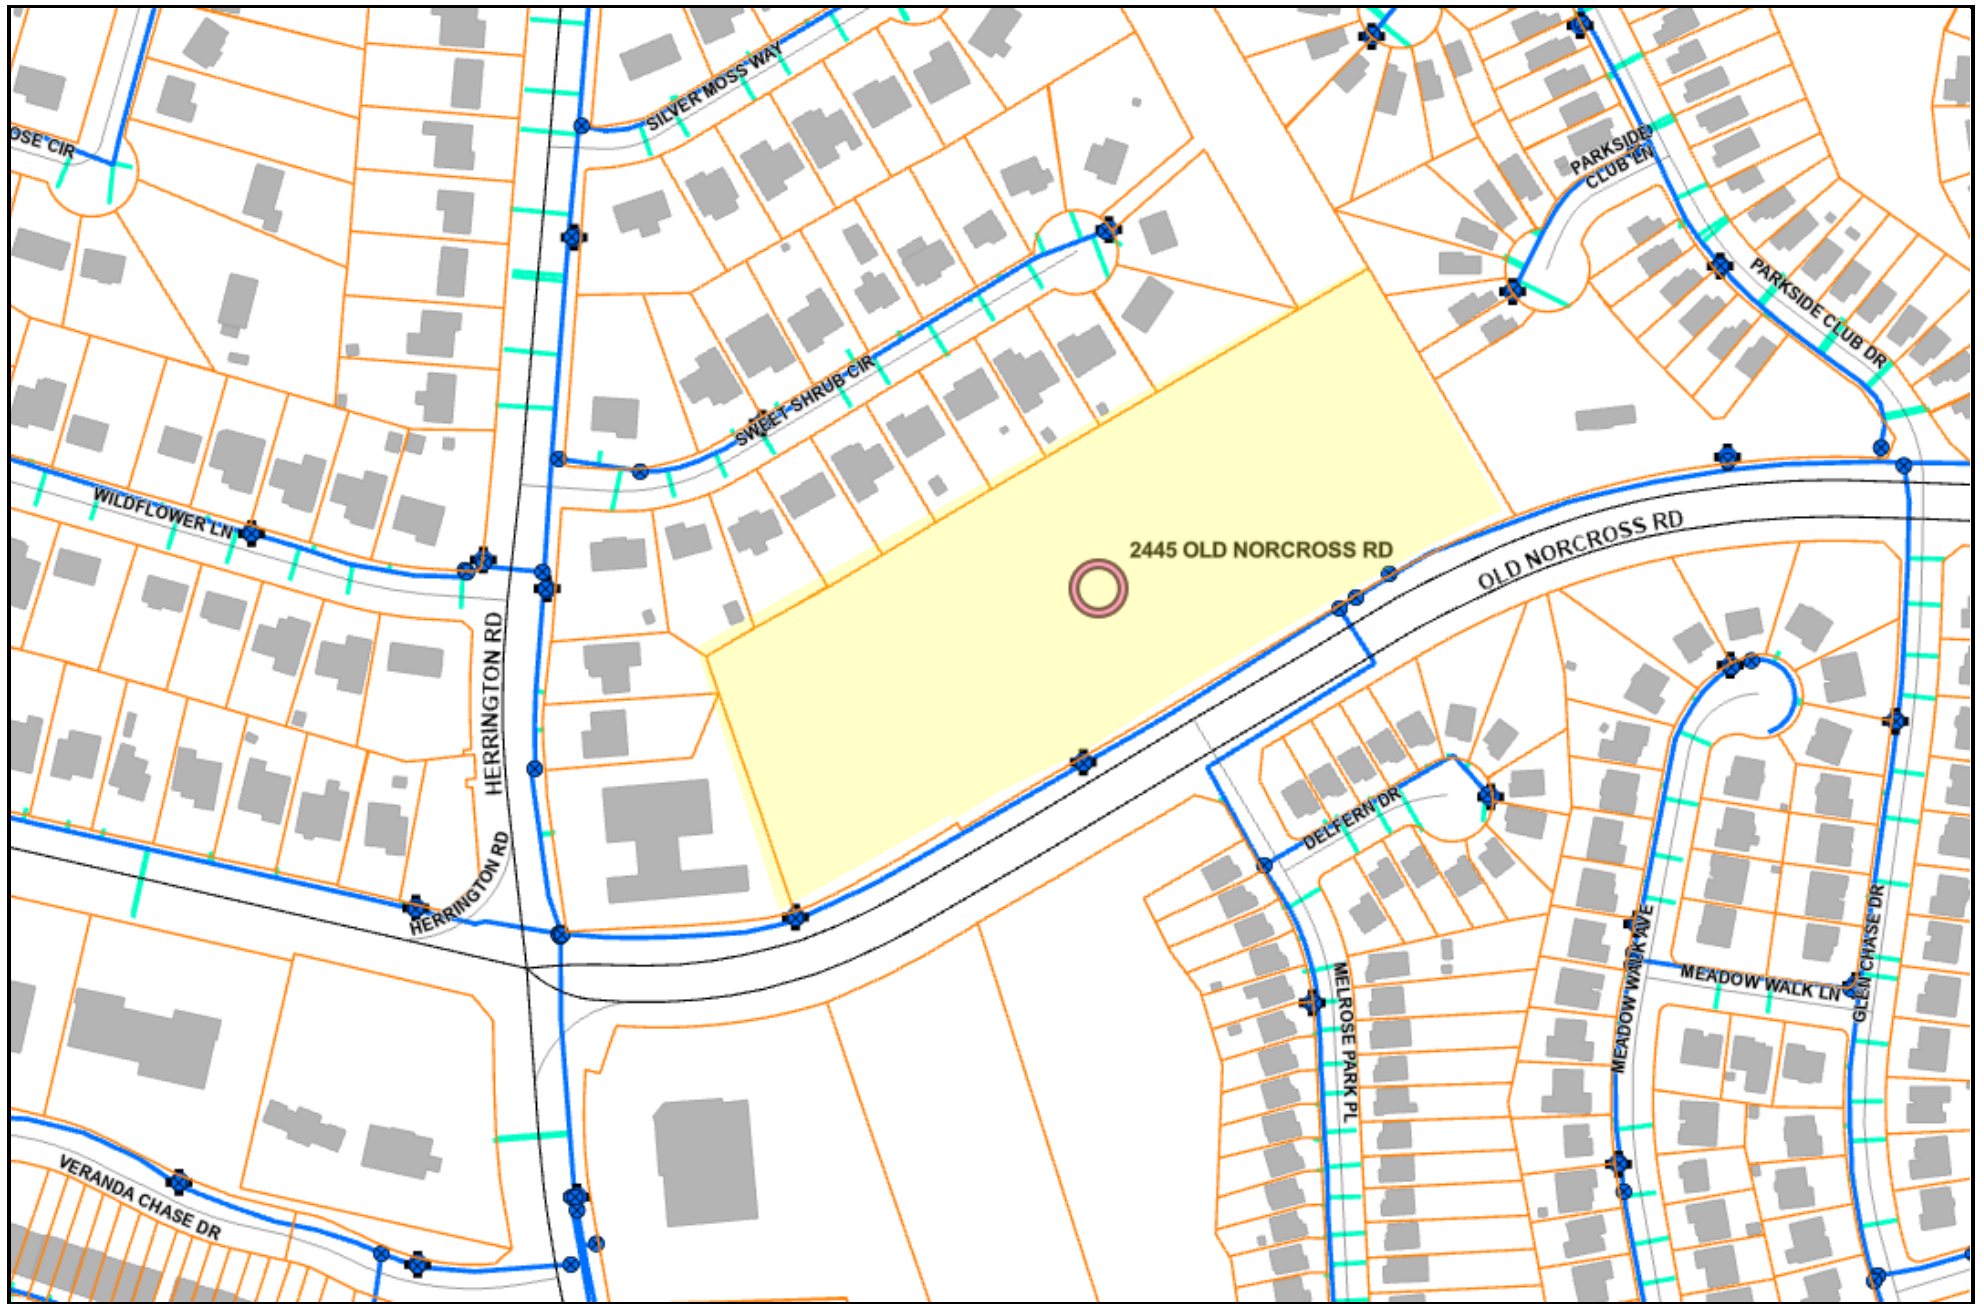 SILVER MOSS WAY
OSE CIR
PARKSIDE
CLUB LN
PARKSIDE CLUB DR
SWEET SHRUB CIR
WILDFLOWER LN
2445 OLD NORCROSS RD
OLD NORCROSS RD
HERRINGTON RD
HERRINGTON RD
DELFERN DR
MELROSE PARK PL
MEADOW WALK AVE
MEADOW WALK LN
GLEN CHASE DR
VERANDA CHASE DR